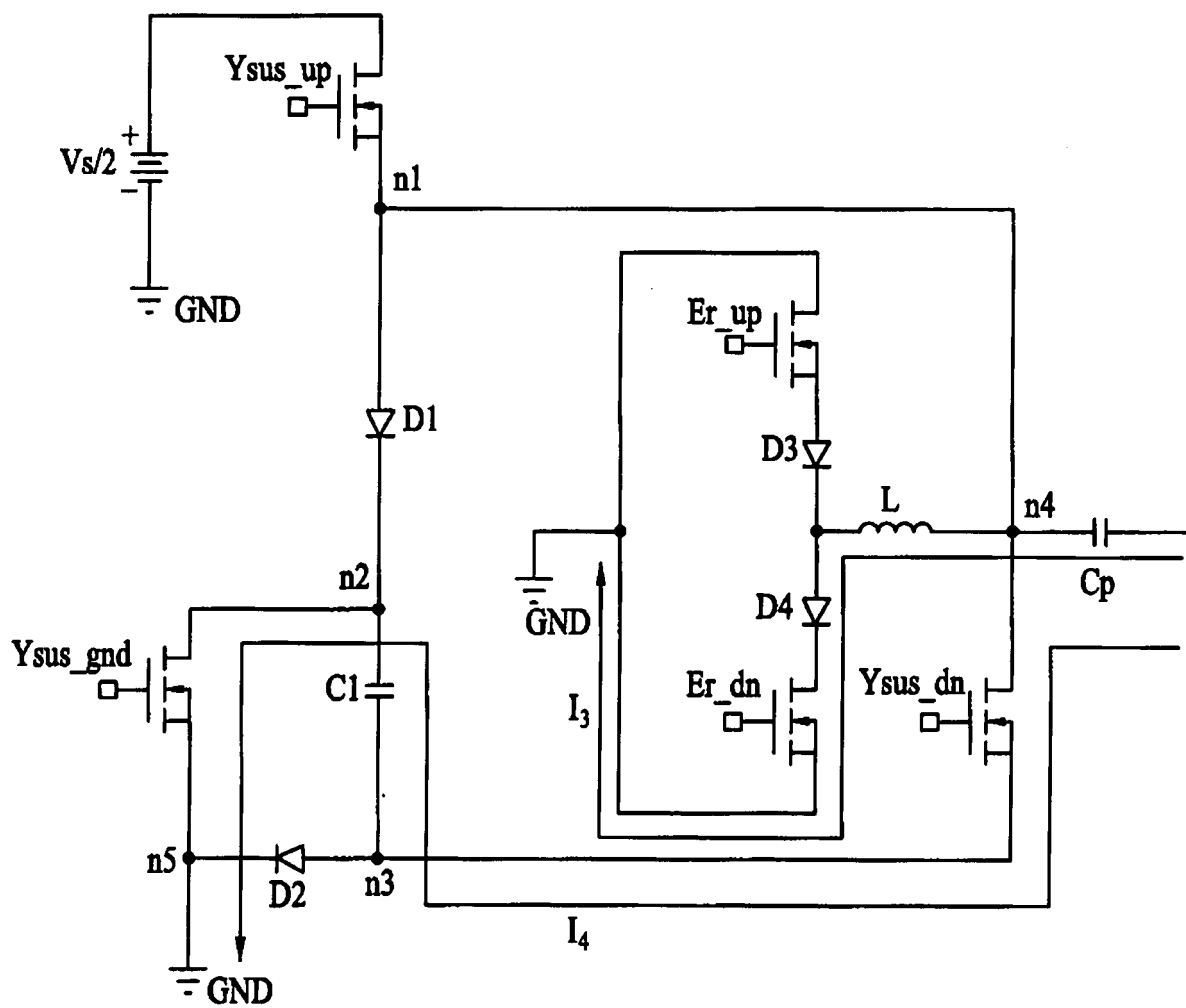 Ysus_up
+
Vs/2
−
n1
GND
Er_up
D1
D3
L
n4
n2
GND
D4
Cp
Ysus_gnd
C1
Er_dn
Ysus_dn
I3
n5
D2
n3
I4
GND